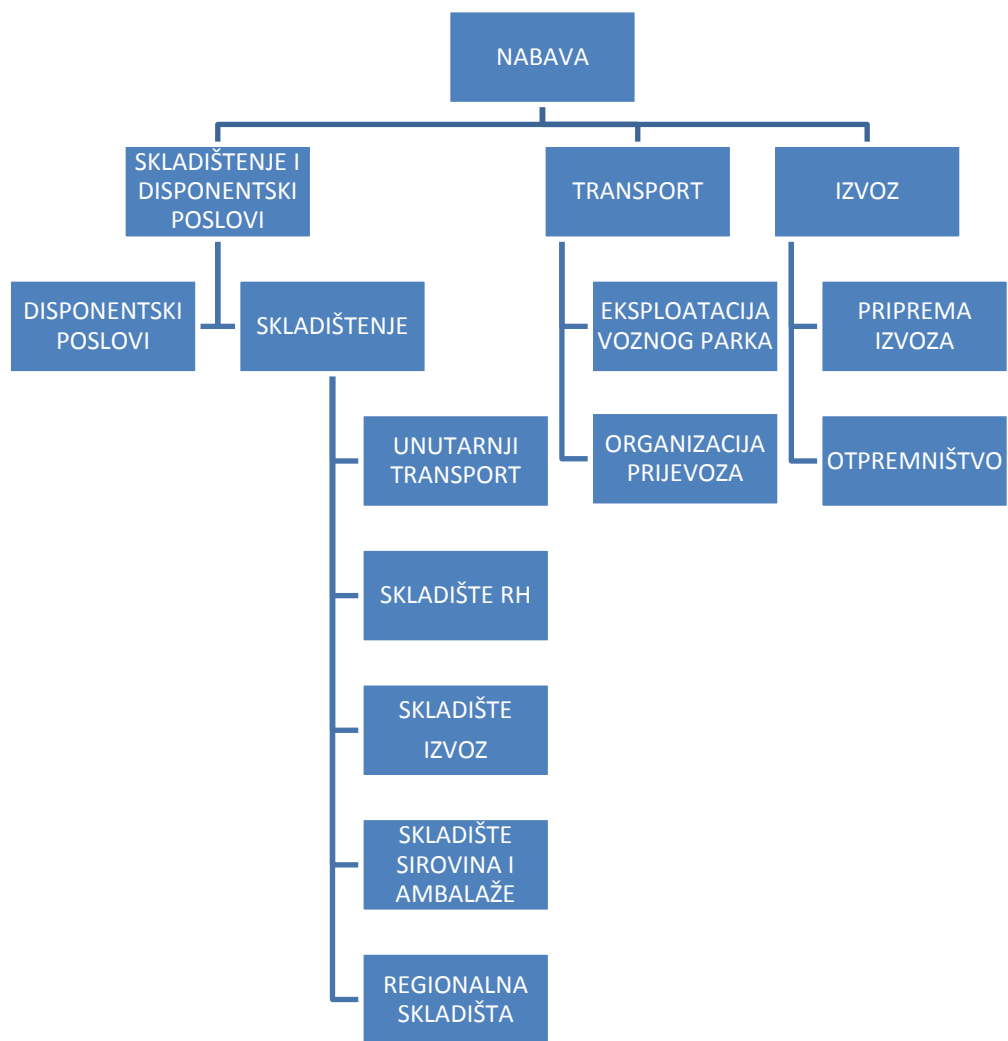 NABAVA
SKLADIŠTENJE I
DISPONENTSKI
POSLOVI
TRANSPORT
IZVOZ
DISPONENTSKI
POSLOVI
SKLADIŠTENJE
EKSPLOATACIJA
VOZNOG PARKA
PRIPREMA
IZVOZA
UNUTARNJI
TRANSPORT
ORGANIZACIJA
PRIJEVOZA
OTPREMNIŠTVO
SKLADIŠTE RH
SKLADIŠTE
IZVOZ
SKLADIŠTE
SIROVINA I
AMBALAŽE
REGIONALNA
SKLADIŠTA